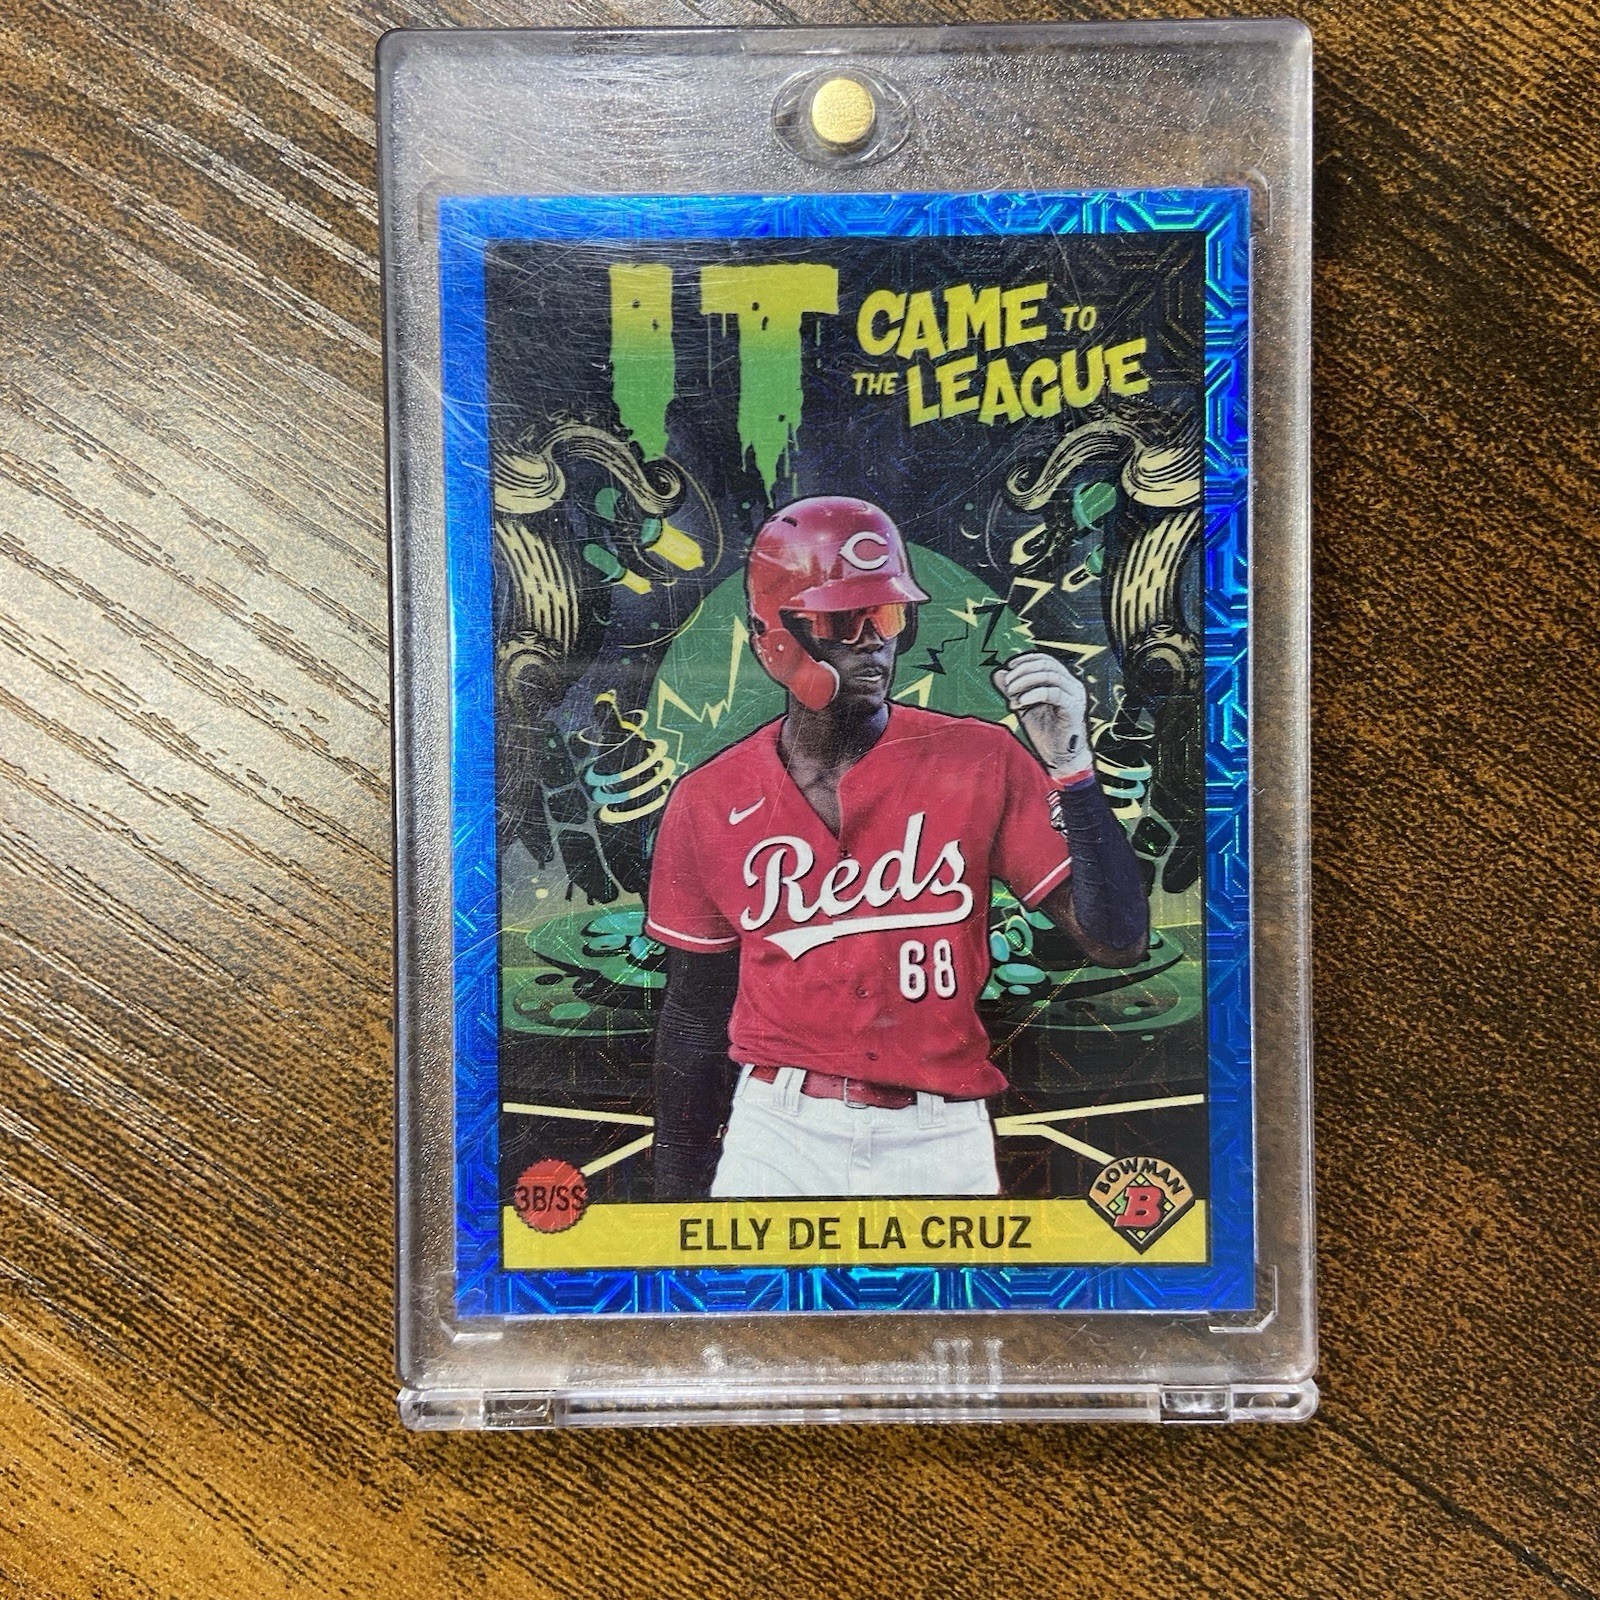 IT CAME TO
THE LEAGUE
C
Reds
68
3B/SS
ELLY DE LA CRUZ
BOWMAN
B